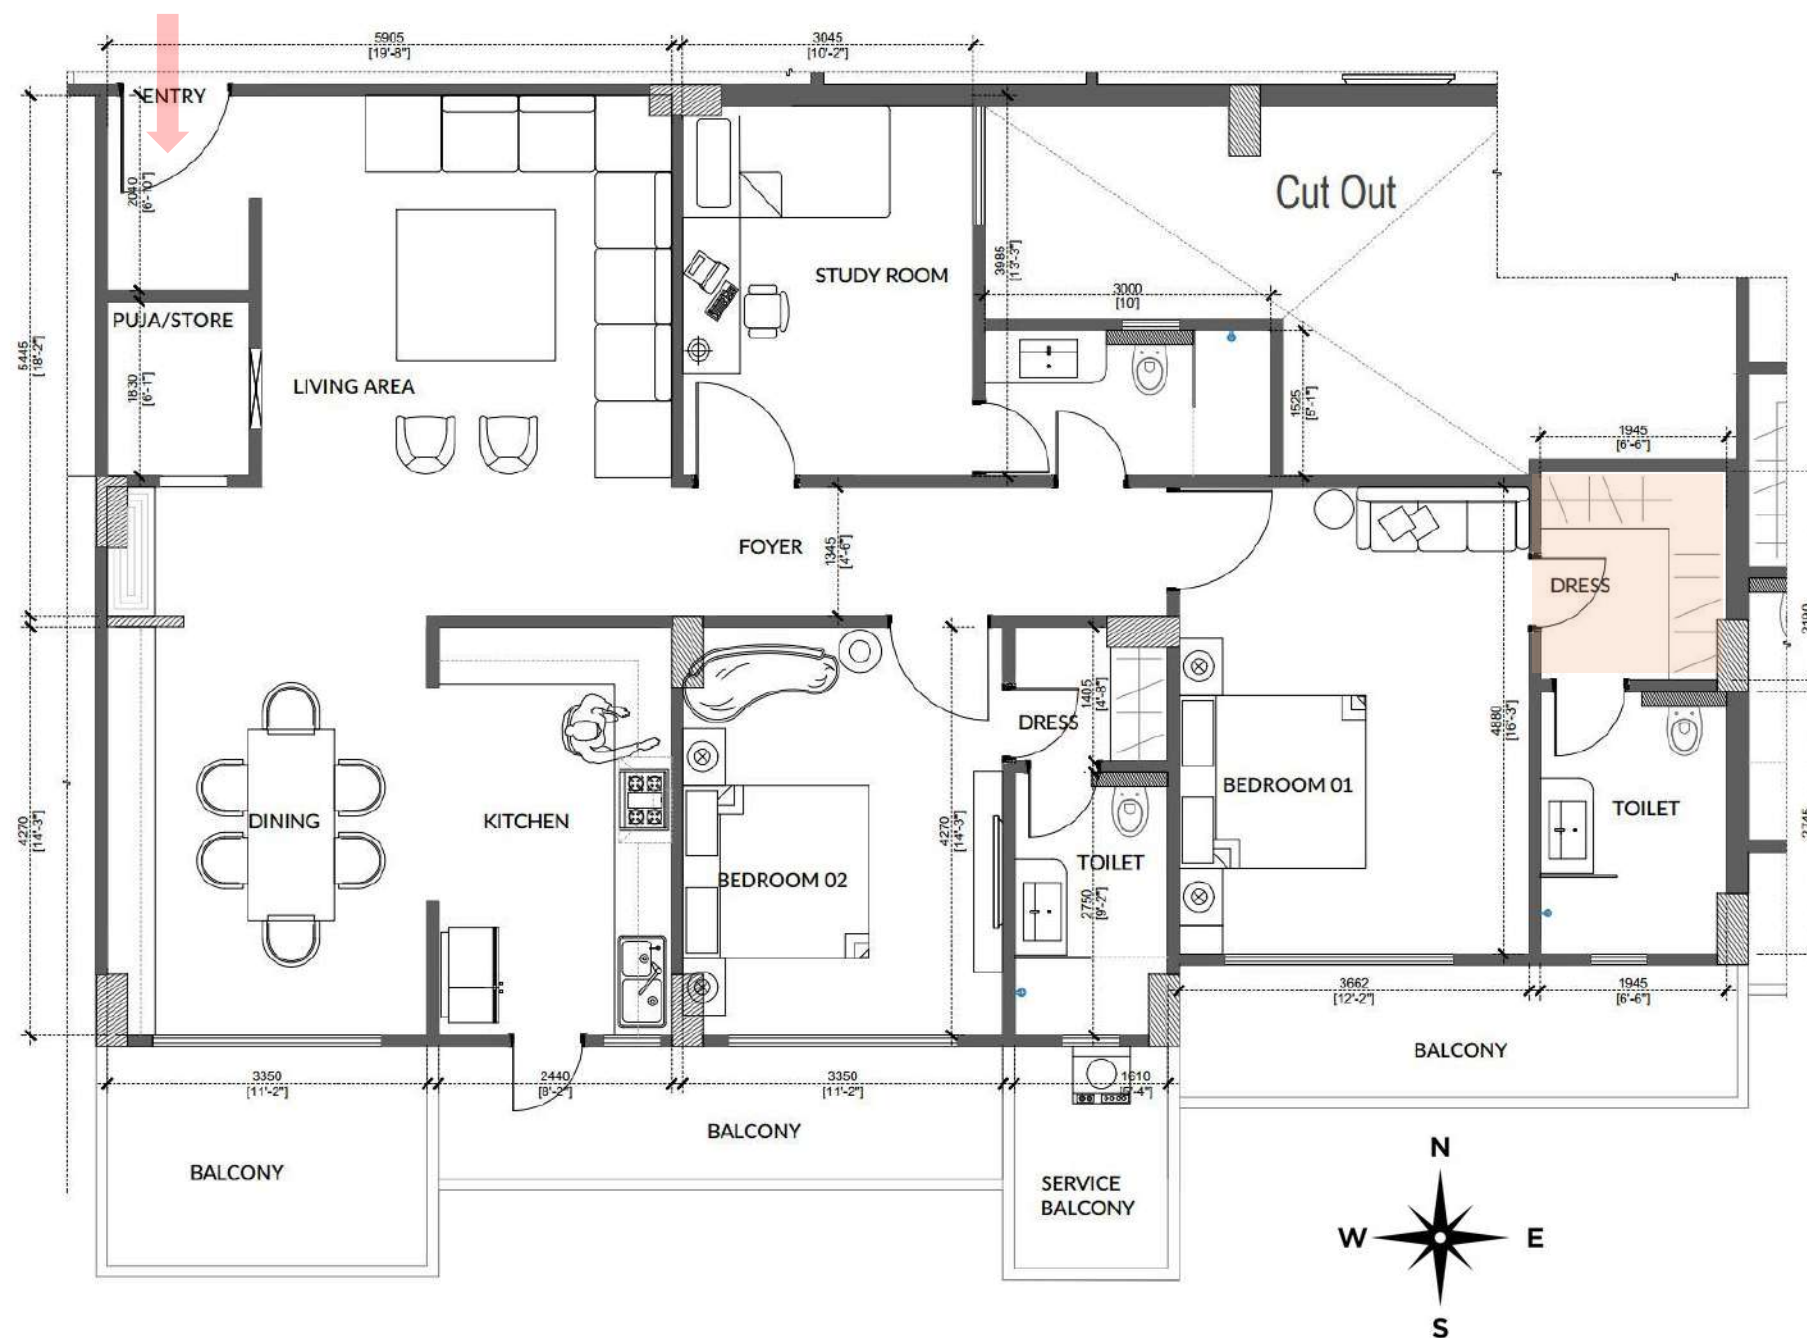 5905
[19'-8"]
3045
[10'-2"]
ENTRY
2040
[6'-10"]
Cut Out
STUDY ROOM
3985
[13'-3"]
3000
[10']
PUJA/STORE
5445
[18'-2"]
1830
[6'-1"]
LIVING AREA
1525
[5'-1"]
1945
[6'-6"]
FOYER
1345
[4'-6"]
DRESS
1405
[4'-8"]
DRESS
4880
[16'-3"]
BEDROOM 01
TOILET
4270
[14'-3"]
DINING
KITCHEN
4270
[14'-3"]
TOILET
BEDROOM 02
2750
[9'-2"]
3662
[12'-2"]
1945
[6'-6"]
BALCONY
3350
[11'-2"]
2440
[8'-2"]
3350
[11'-2"]
1610
[5'-4"]
BALCONY
BALCONY
SERVICE
BALCONY
N
W
E
S